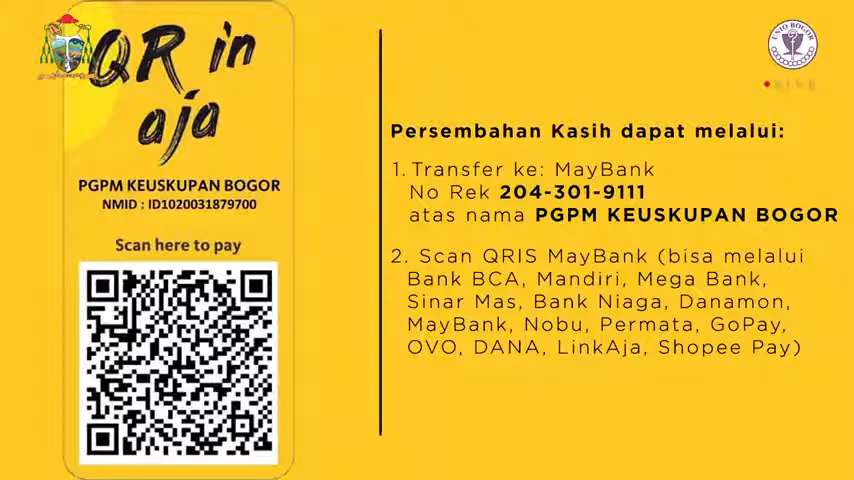 QR in
aja
PGPM KEUSKUPAN BOGOR
NMID : ID1020031879700
Scan here to pay
UNIO BOGOR
LIVE
Persembahan Kasih dapat melalui:
1. Transfer ke: MayBank
No Rek 204-301-9111
atas nama PGPM KEUSKUPAN BOGOR
2. Scan QRIS MayBank (bisa melalui
Bank BCA, Mandiri, Mega Bank,
Sinar Mas, Bank Niaga, Danamon,
MayBank, Nobu, Permata, GoPay,
OVO, DANA, LinkAja, Shopee Pay)